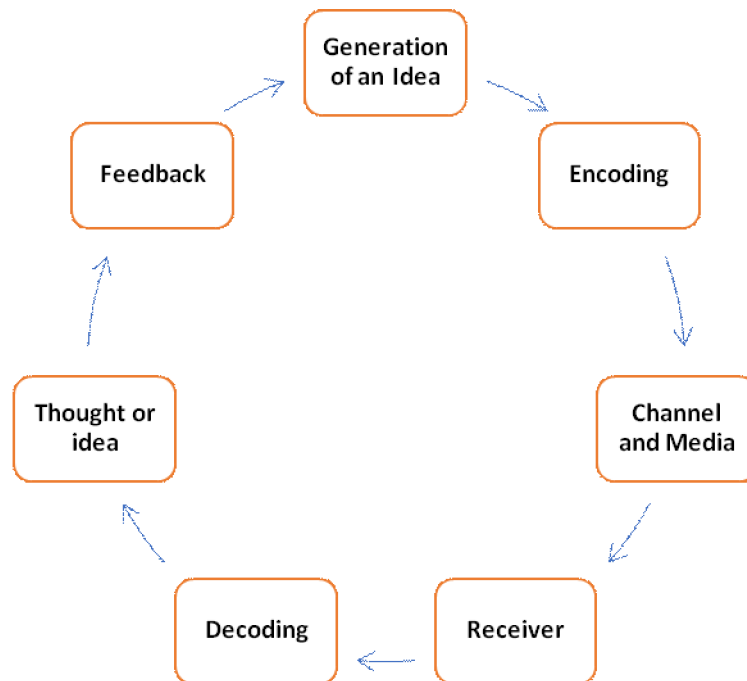 Generation
of an Idea
Encoding
Channel
and Media
Receiver
Decoding
Thought or
idea
Feedback